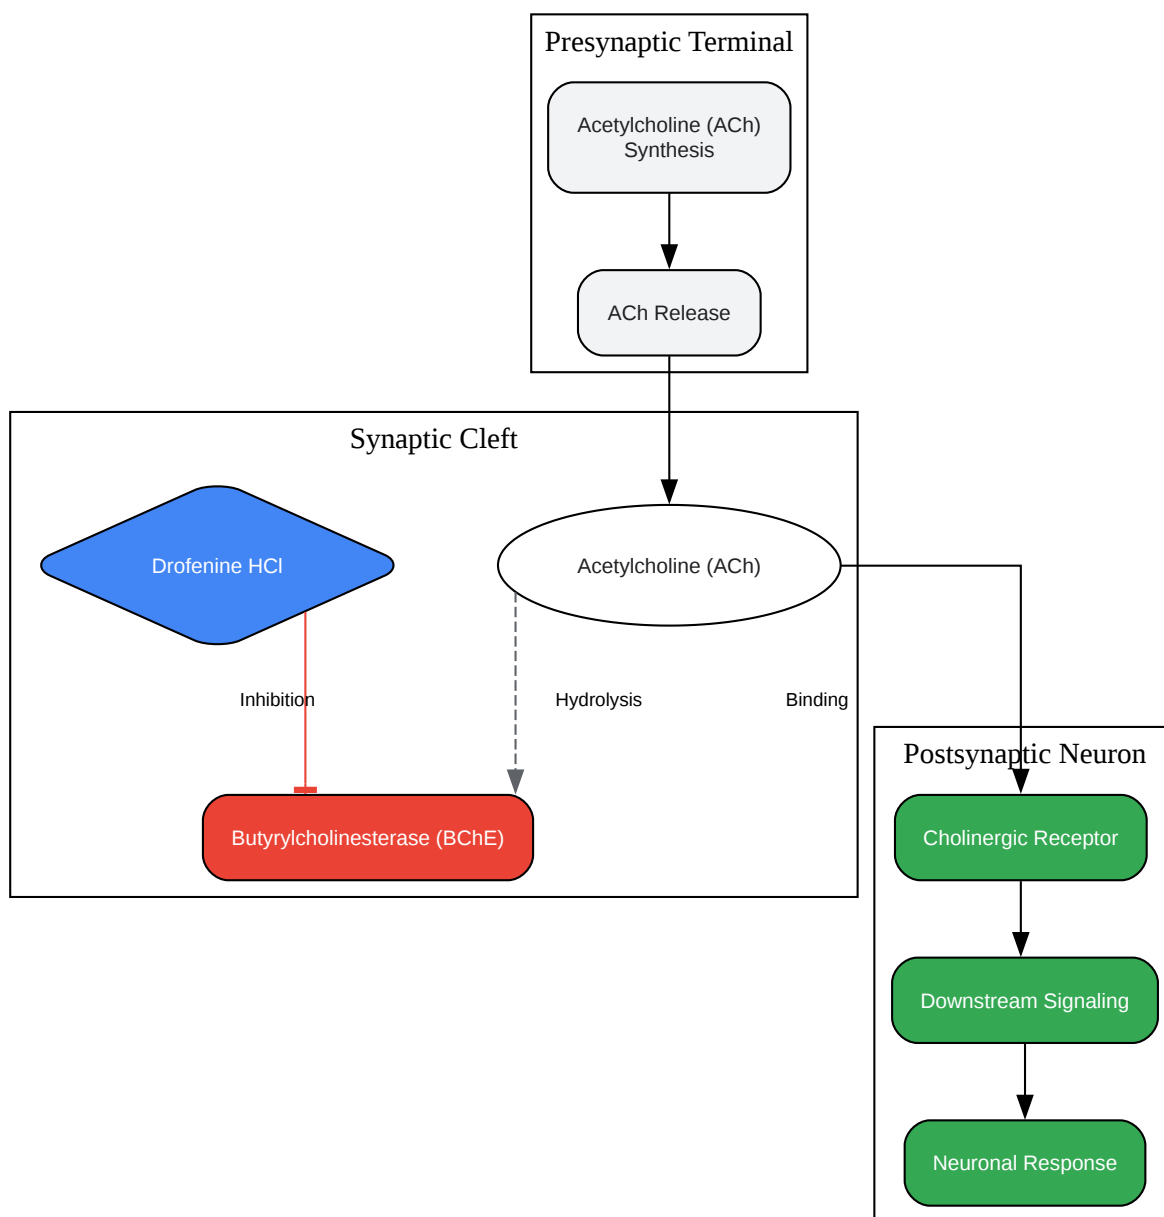 Presynaptic Terminal
Acetylcholine (ACh)
Synthesis
ACh Release
Synaptic Cleft
Drofenine HCl
Acetylcholine (ACh)
Inhibition
Hydrolysis
Binding
Butyrylcholinesterase (BChE)
Postsynaptic Neuron
Cholinergic Receptor
Downstream Signaling
Neuronal Response